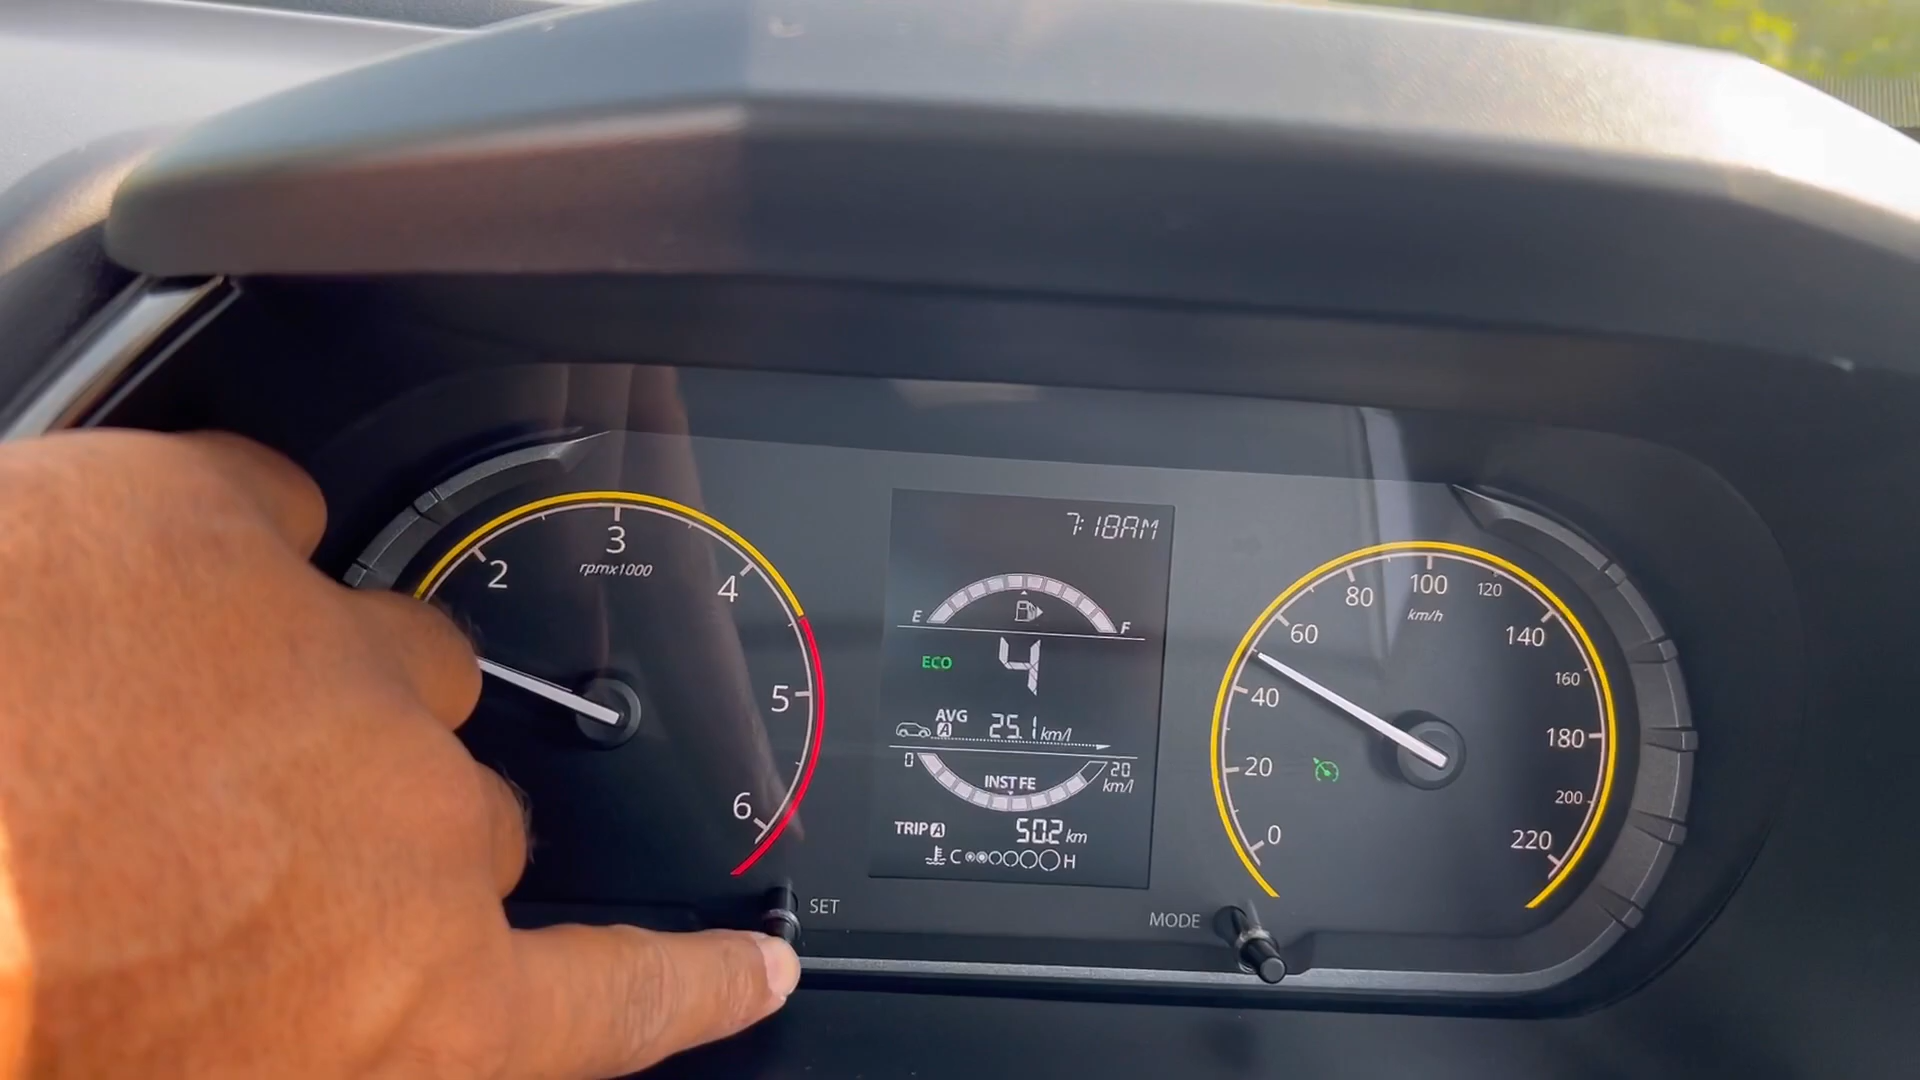 2
3
4
5
6
rpmx1000
SET
7:18AM
E
F
ECO
4
AVG
A
25.1 km/l
0
INST FE
20
km/l
TRIP A
50.2 km
C
H
MODE
0
20
40
60
80
100
120
140
160
180
200
220
km/h